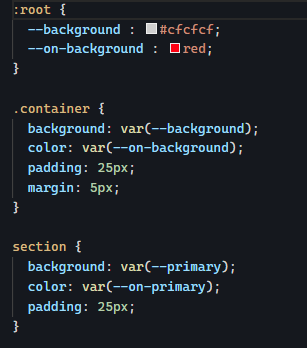 :root {
  --background : #cfcfcf;
  --on-background : red;
}

.container {
  background: var(--background);
  color: var(--on-background);
  padding: 25px;
  margin: 5px;
}

section {
  background: var(--primary);
  color: var(--on-primary);
  padding: 25px;
}